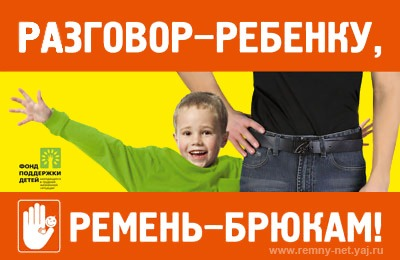 РАЗГОВОР-РЕБЕНКУ,
ФОНД
ПОДДЕРЖКИ
ДЕТЕЙ
РЕМЕНЬ-БРЮКАМ!
www.remny-net.yaj.ru